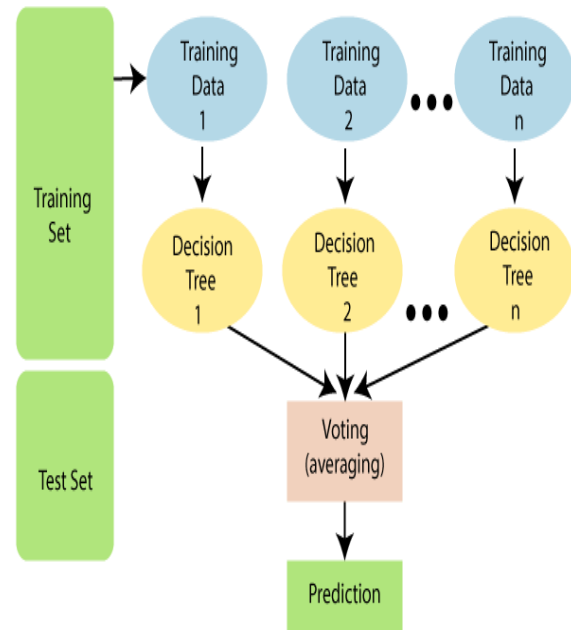 Training
Set
Test Set
Training
Data
1
Training
Data
2
Training
Data
n
Decision
Tree
1
Decision
Tree
2
Decision
Tree
n
Voting
(averaging)
Prediction